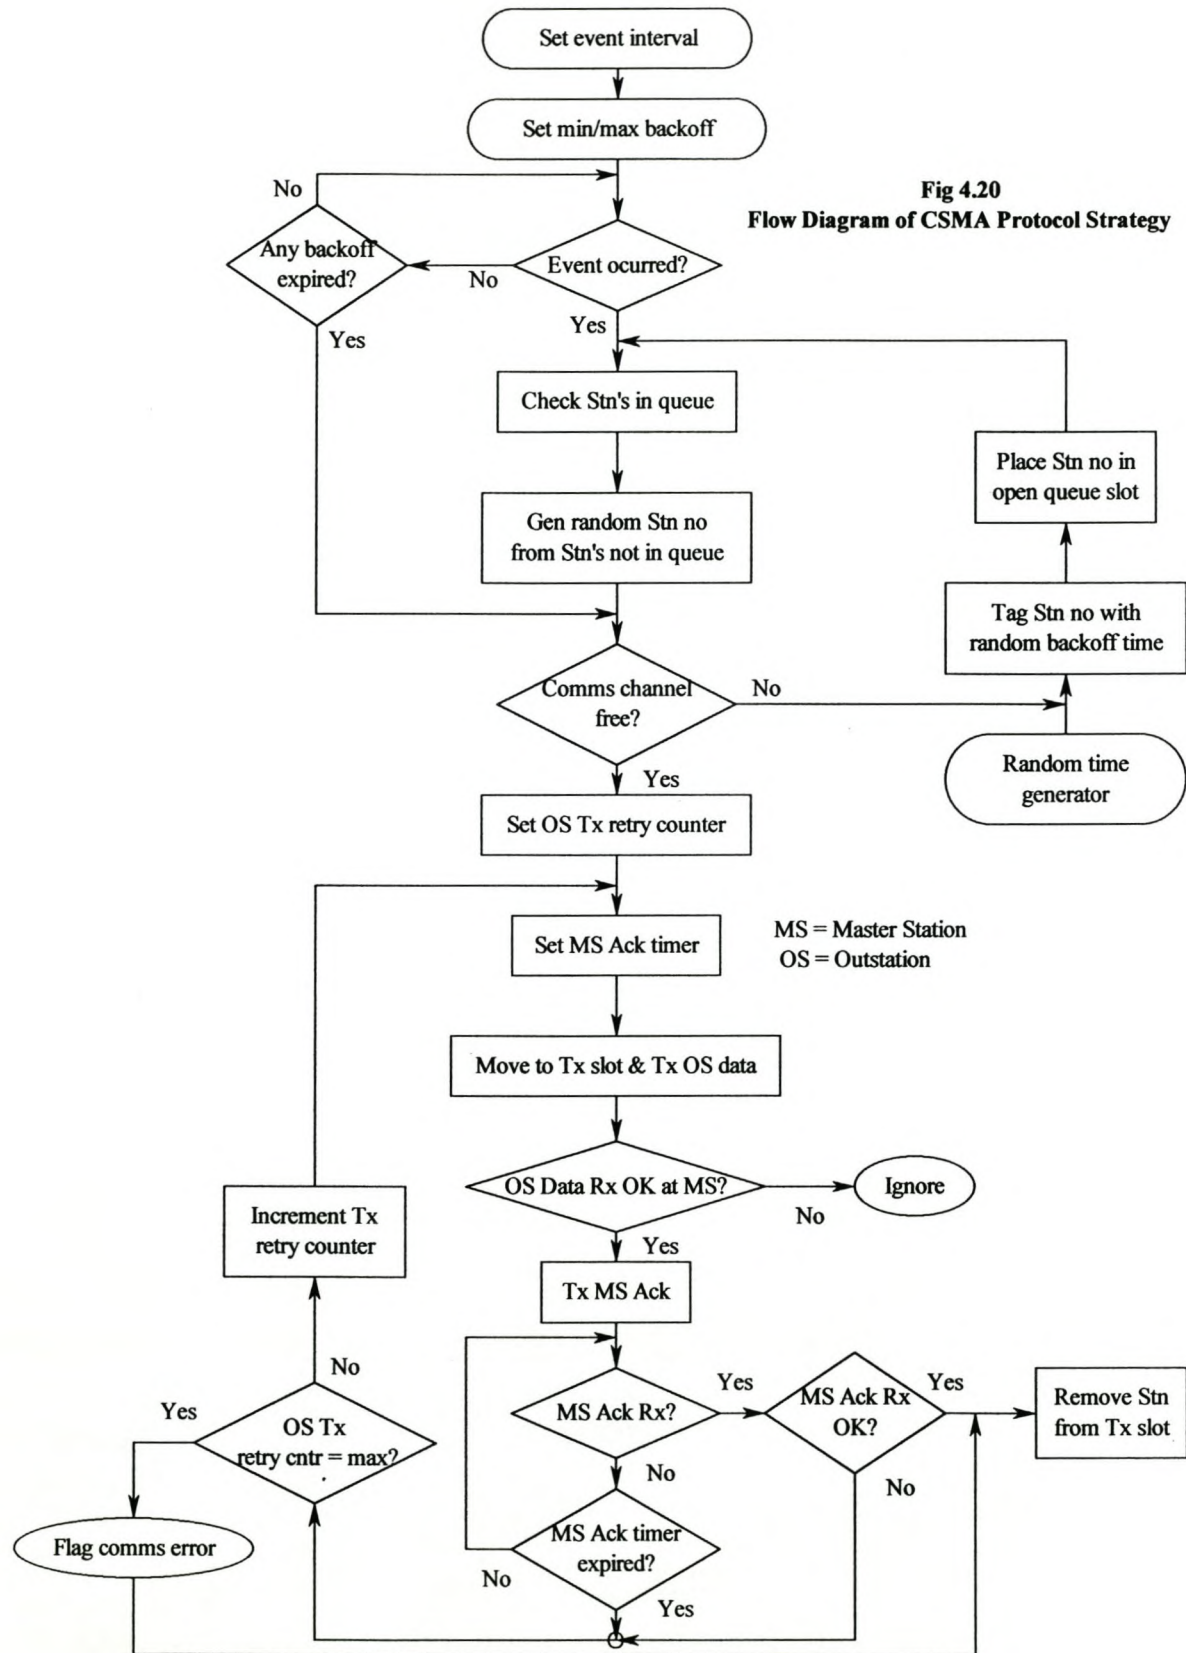 Set event interval
Set min/max backoff
Fig 4.20
Flow Diagram of CSMA Protocol Strategy
No
Any backoff
expired?
No
Event ocurred?
Yes
Yes
Check Stn's in queue
Gen random Stn no
from Stn's not in queue
Place Stn no in
open queue slot
Tag Stn no with
random backoff time
Comms channel
free?
No
Random time
generator
Yes
Set OS Tx retry counter
Set MS Ack timer
MS = Master Station
OS = Outstation
Move to Tx slot & Tx OS data
OS Data Rx OK at MS?
No
Ignore
Yes
Increment Tx
retry counter
Tx MS Ack
No
Yes
OS Tx
retry cntr = max?
MS Ack Rx?
Yes
MS Ack Rx
OK?
Yes
Remove Stn
from Tx slot
No
No
Flag comms error
MS Ack timer
expired?
No
Yes